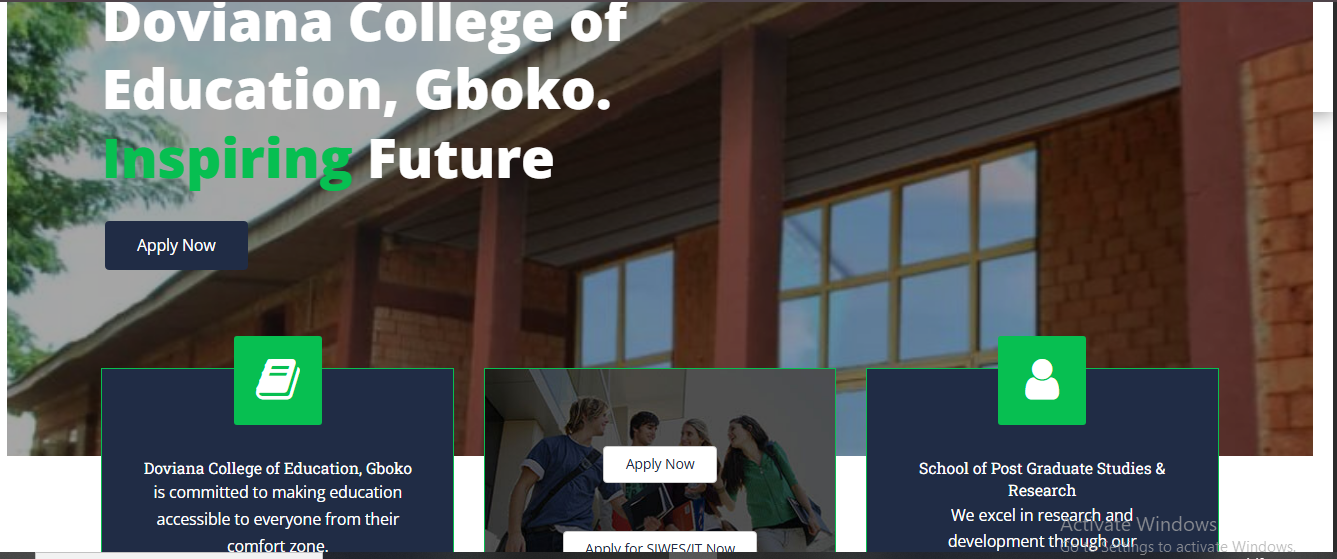 Doviana College of
Education, Gboko.
Inspiring Future
Apply Now
Doviana College of Education, Gboko
is committed to making education
accessible to everyone from their
comfort zone.
Apply Now
Apply for SIWES/IT Now
School of Post Graduate Studies &
Research
We excel in research and
development through our
Activate Windows
Go to Settings to activate Windows.